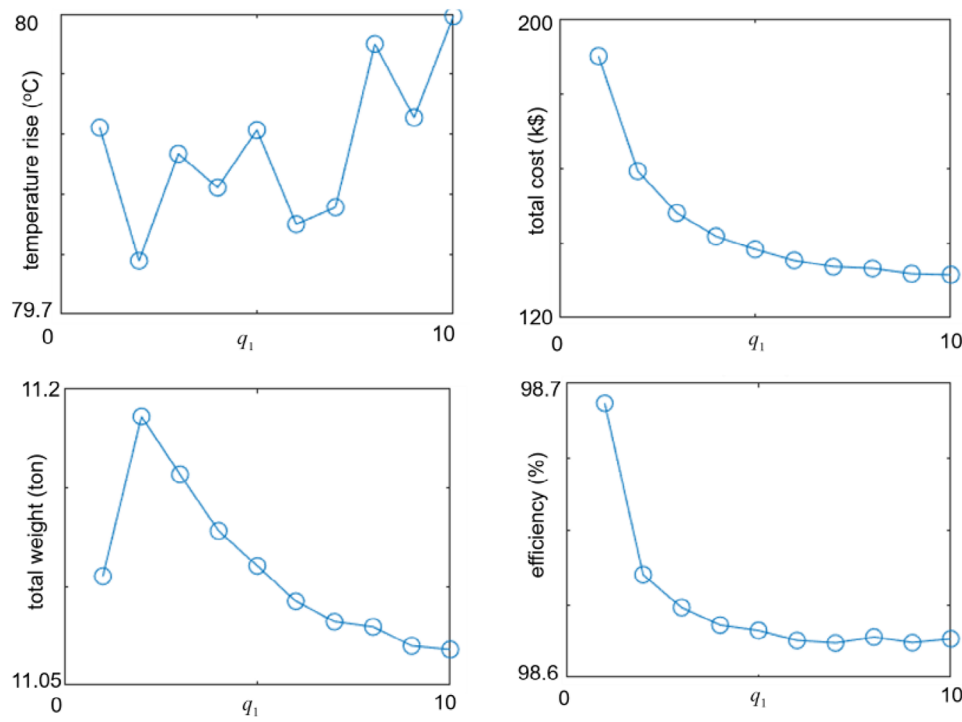 80
temperature rise (°C)
79.7
0
q₁
10
200
total cost (k$)
120
0
q₁
10
11.2
total weight (ton)
11.05
0
q₁
10
98.7
efficiency (%)
98.6
0
q₁
10